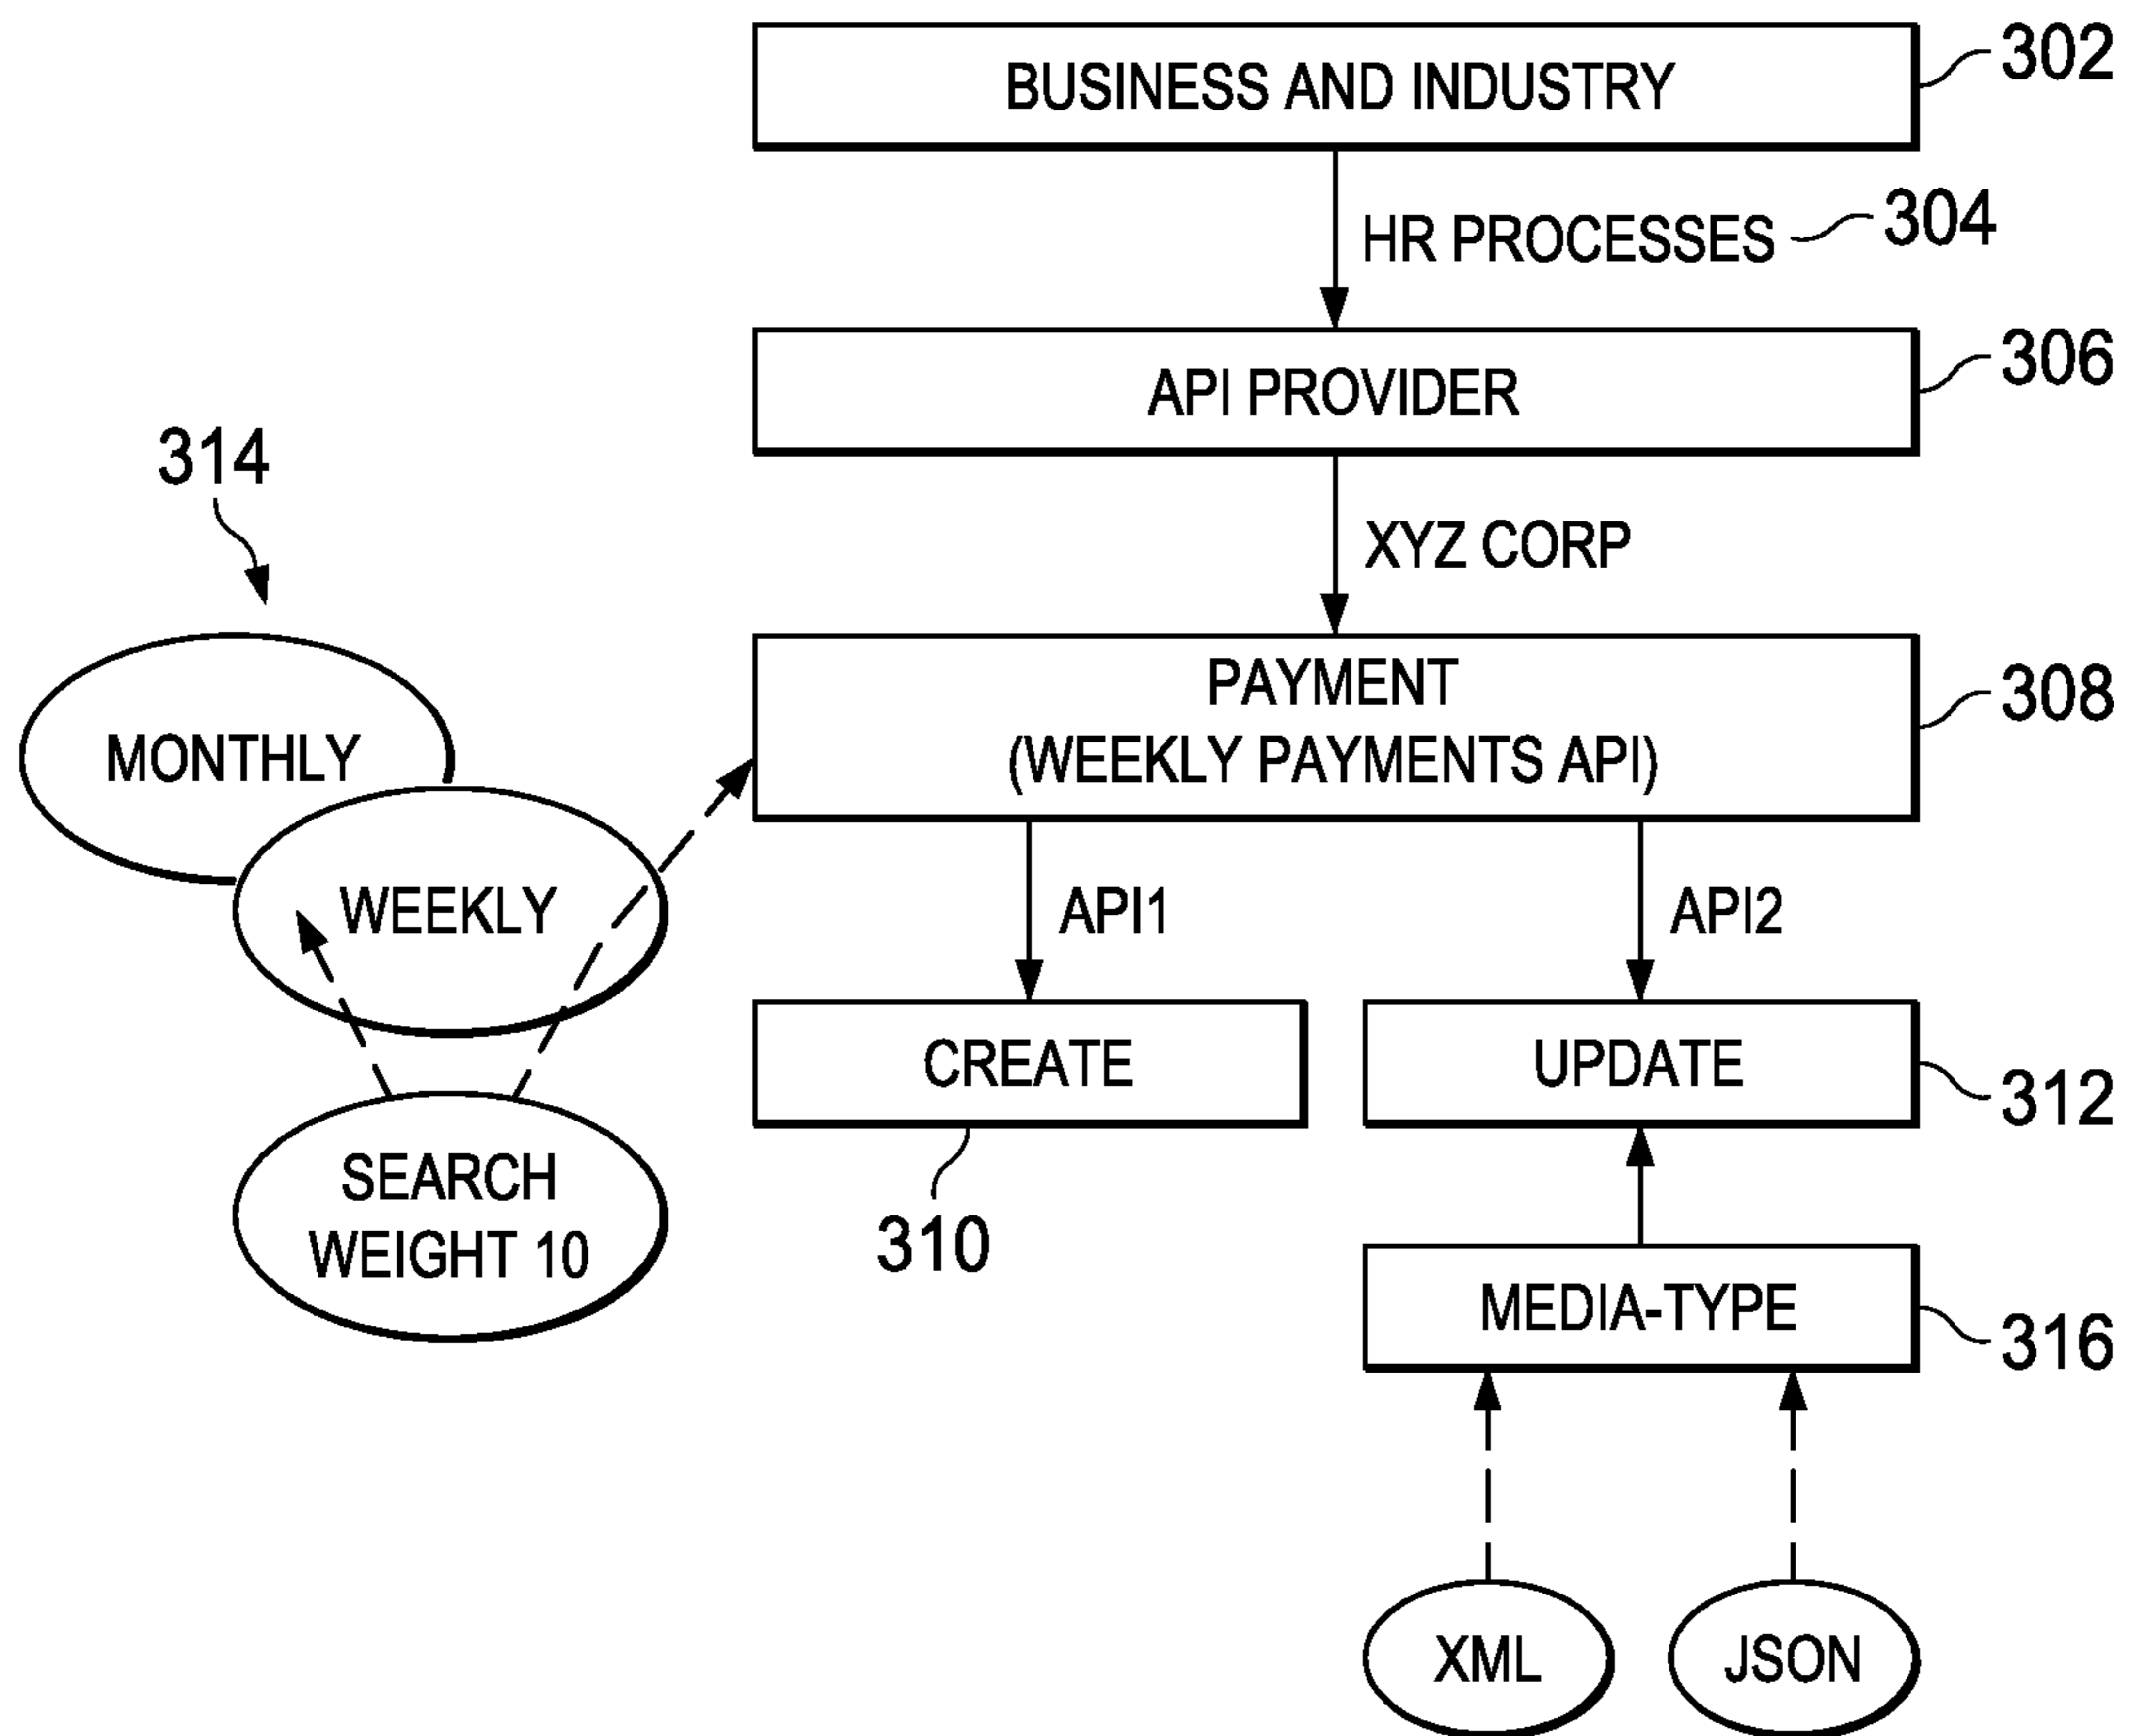 BUSINESS AND INDUSTRY
302
HR PROCESSES
304
API PROVIDER
306
314
XYZ CORP
PAYMENT
(WEEKLY PAYMENTS API)
308
MONTHLY
WEEKLY
API1
API2
CREATE
UPDATE
312
SEARCH
WEIGHT 10
310
MEDIA-TYPE
316
XML
JSON